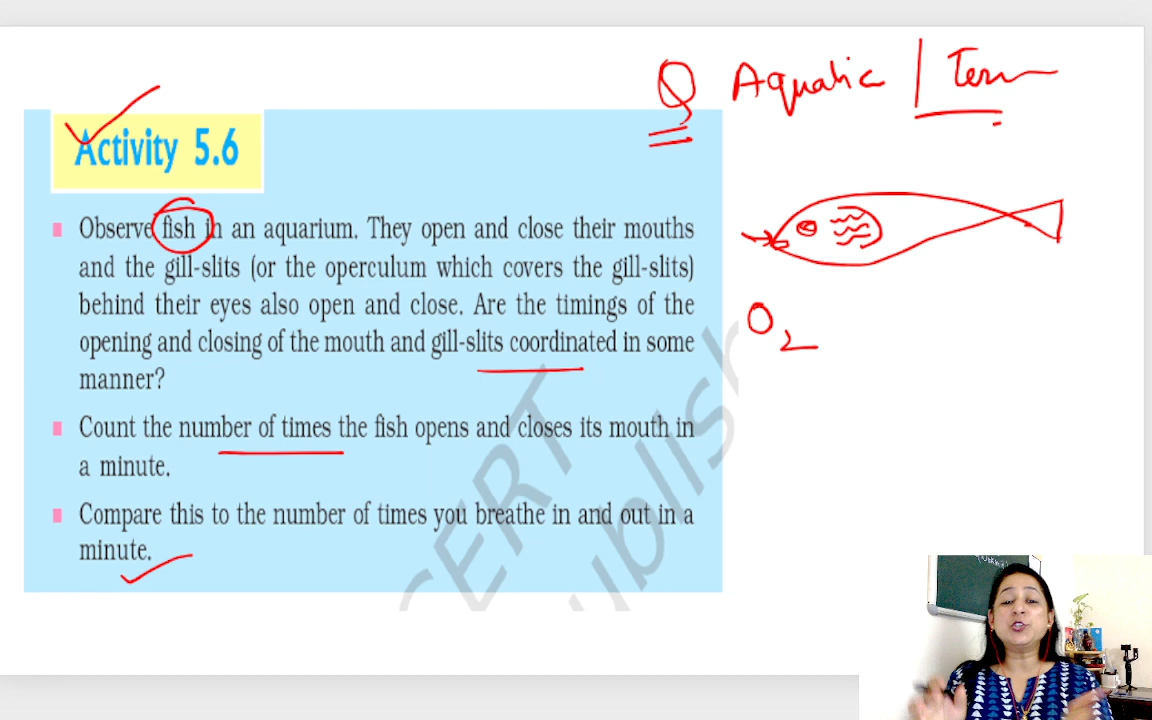 Q Aquatic | Terr
Activity 5.6
Observe fish in an aquarium. They open and close their mouths
and the gill-slits (or the operculum which covers the gill-slits)
behind their eyes also open and close. Are the timings of the
opening and closing of the mouth and gill-slits coordinated in some
manner?
O2
Count the number of times the fish opens and closes its mouth in
a minute.
Compare this to the number of times you breathe in and out in a
minute.